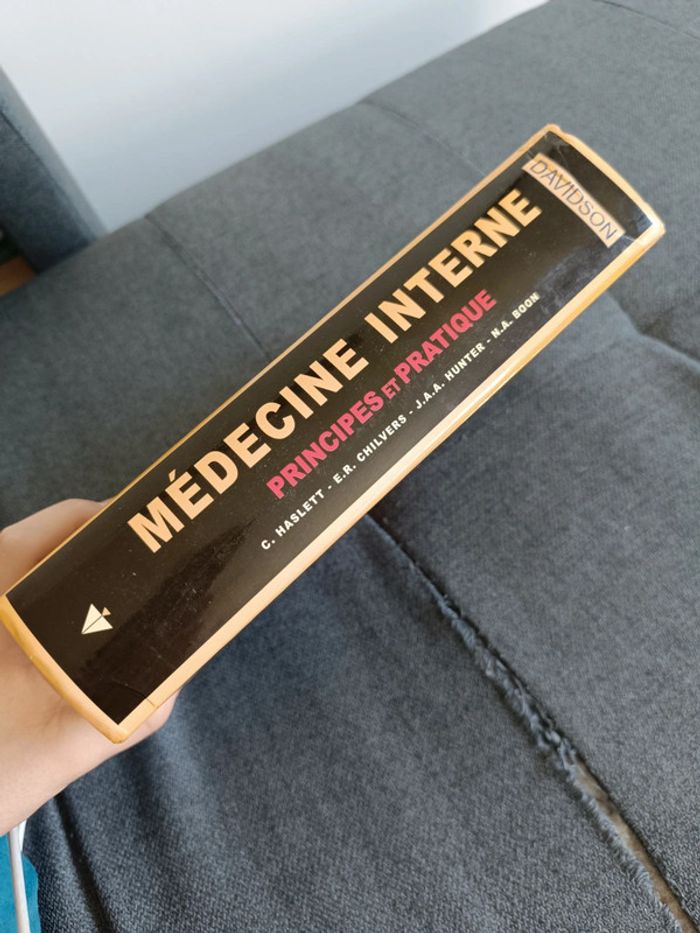 DAVIDSON
MÉDECINE INTERNE
PRINCIPES ET PRATIQUE
C. HASLETT - E.R. CHILVERS - J.A.A. HUNTER - N.A. BOON